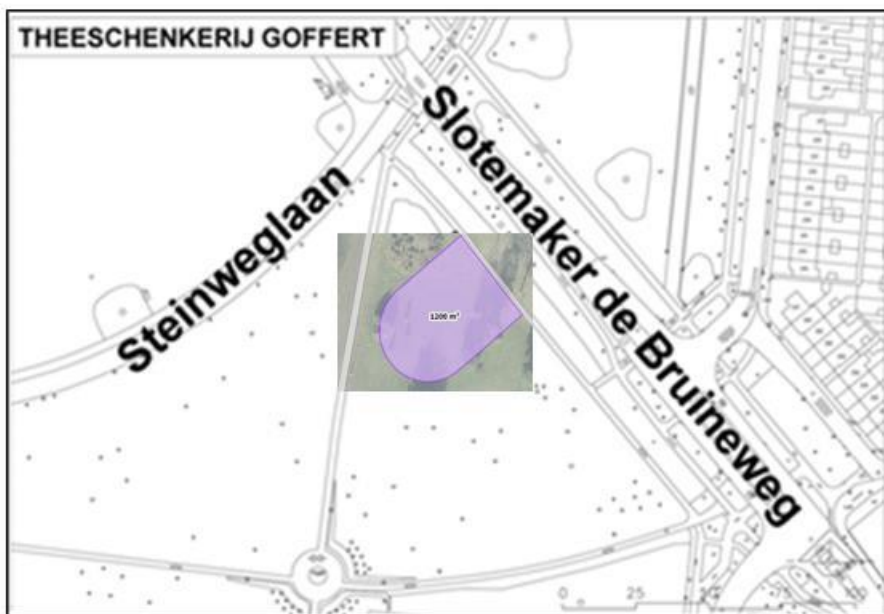 THEESCHENKERIJ GOFFERT
Slotemaker de Bruineweg
Steinweglaan
1200 m²
0 25